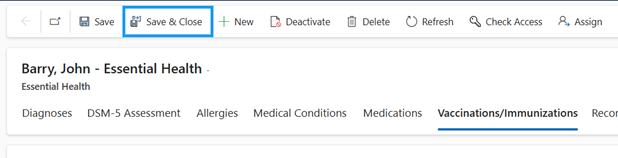 Save Save & Close New Deactivate Delete Refresh Check Access Assign
Barry, John - Essential Health -
Essential Health
Diagnoses DSM-5 Assessment Allergies Medical Conditions Medications Vaccinations/Immunizations Recor